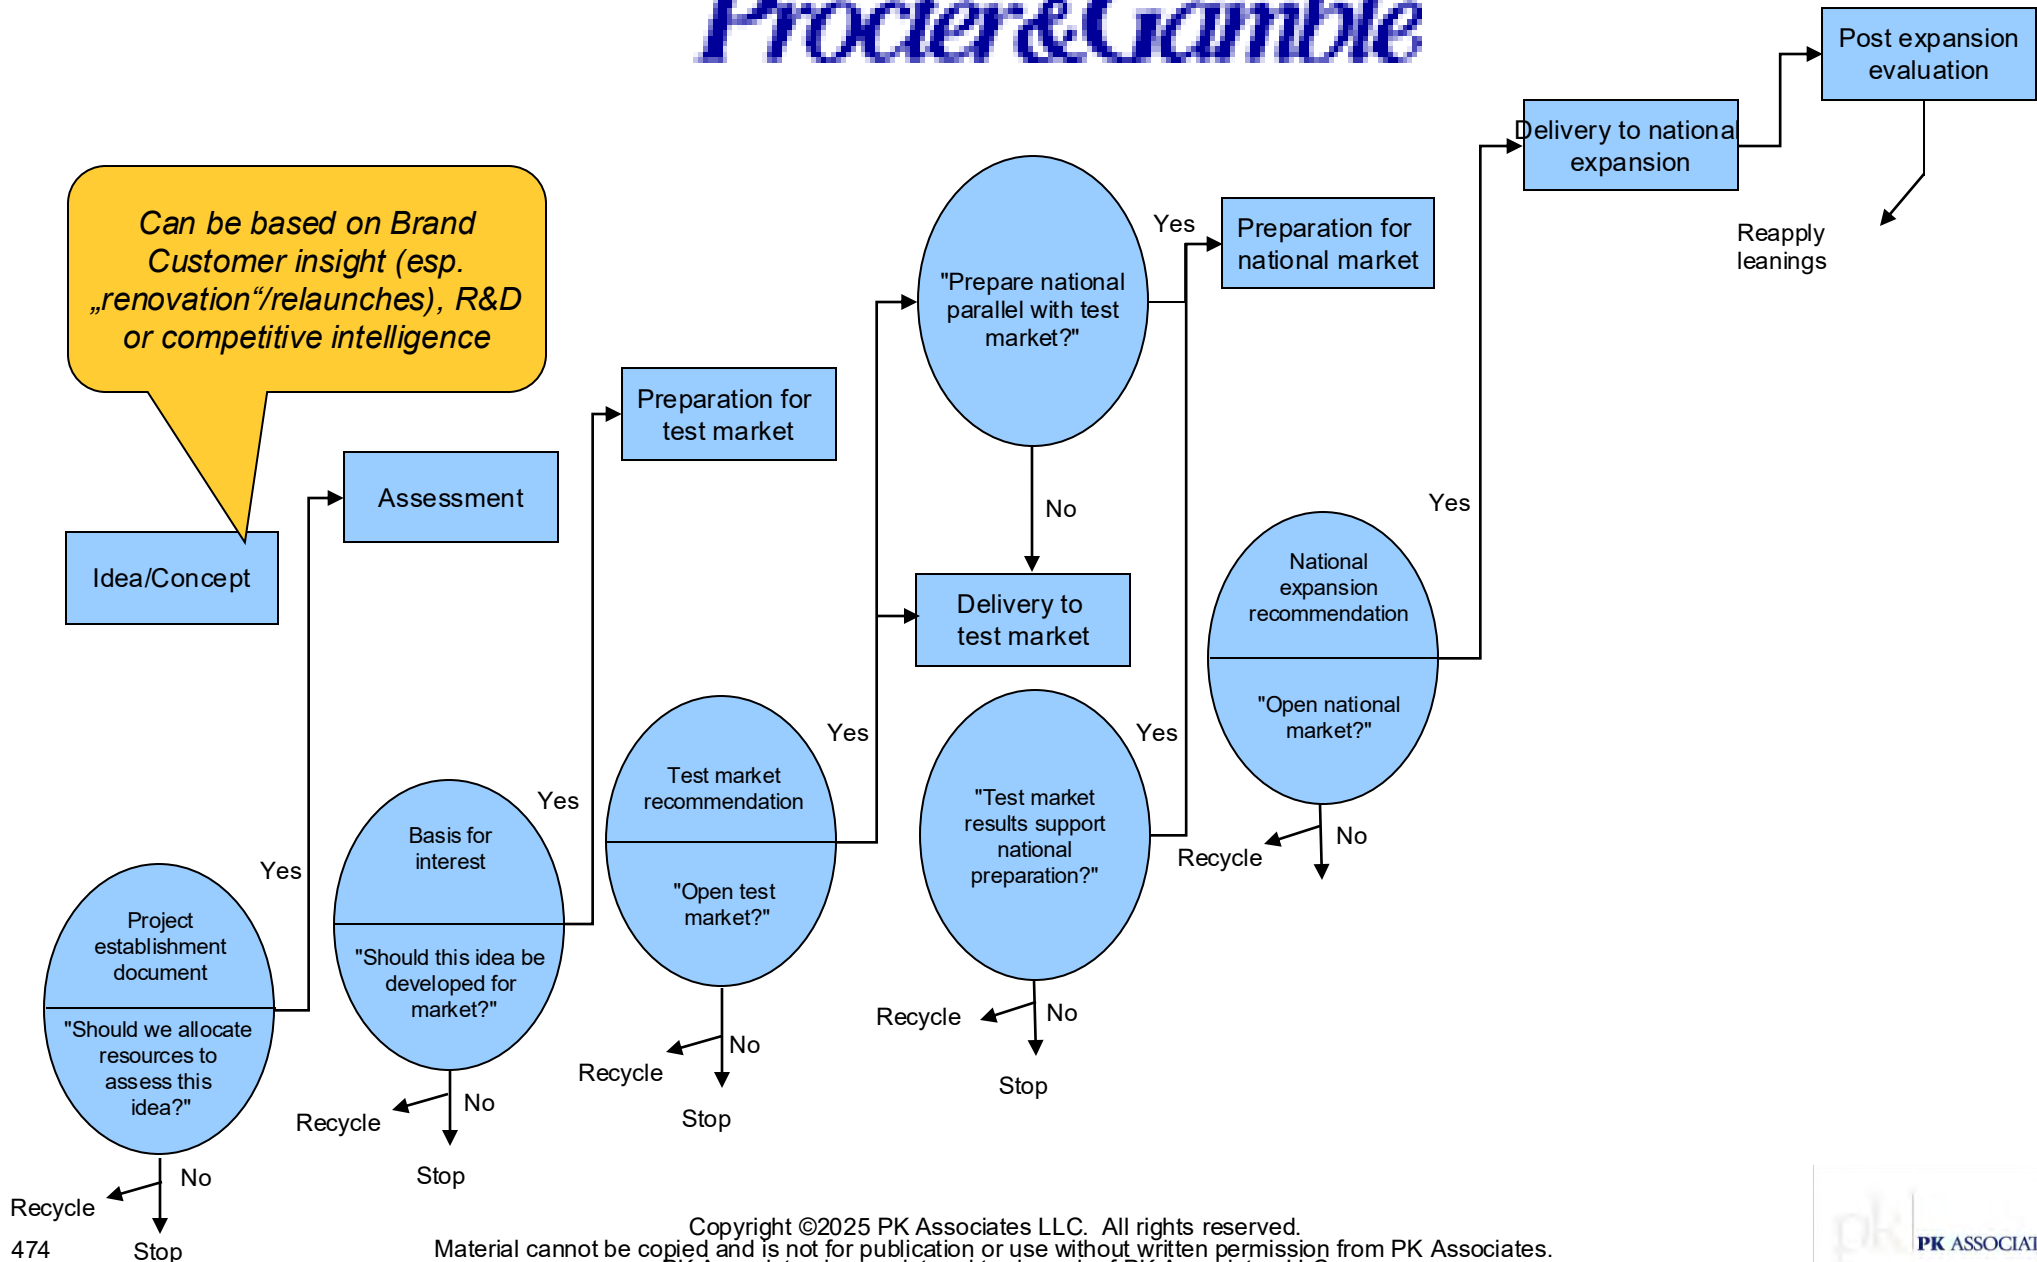 Procter&Gamble
Post expansion
evaluation
Delivery to national
expansion
Reapply
leanings
Can be based on Brand
Customer insight (esp.
„renovation“/relaunches), R&D
or competitive intelligence
Yes
Preparation for
national market
"Prepare national
parallel with test
market?"
Preparation for
test market
Assessment
No
Yes
Idea/Concept
Delivery to
test market
National
expansion
recommendation
"Open national
market?"
Yes
Yes
Test market
recommendation
"Open test
market?"
"Test market
results support
national
preparation?"
Yes
Basis for
interest
"Should this idea be
developed for
market?"
No
Recycle
Yes
Project
establishment
document
"Should we allocate
resources to
assess this
idea?"
Recycle
No
Stop
No
Recycle
Stop
No
Recycle
Stop
No
Recycle
Stop
474
Copyright ©2025 PK Associates LLC. All rights reserved.
Material cannot be copied and is not for publication or use without written permission from PK Associates.
pk
PK ASSOCIAT